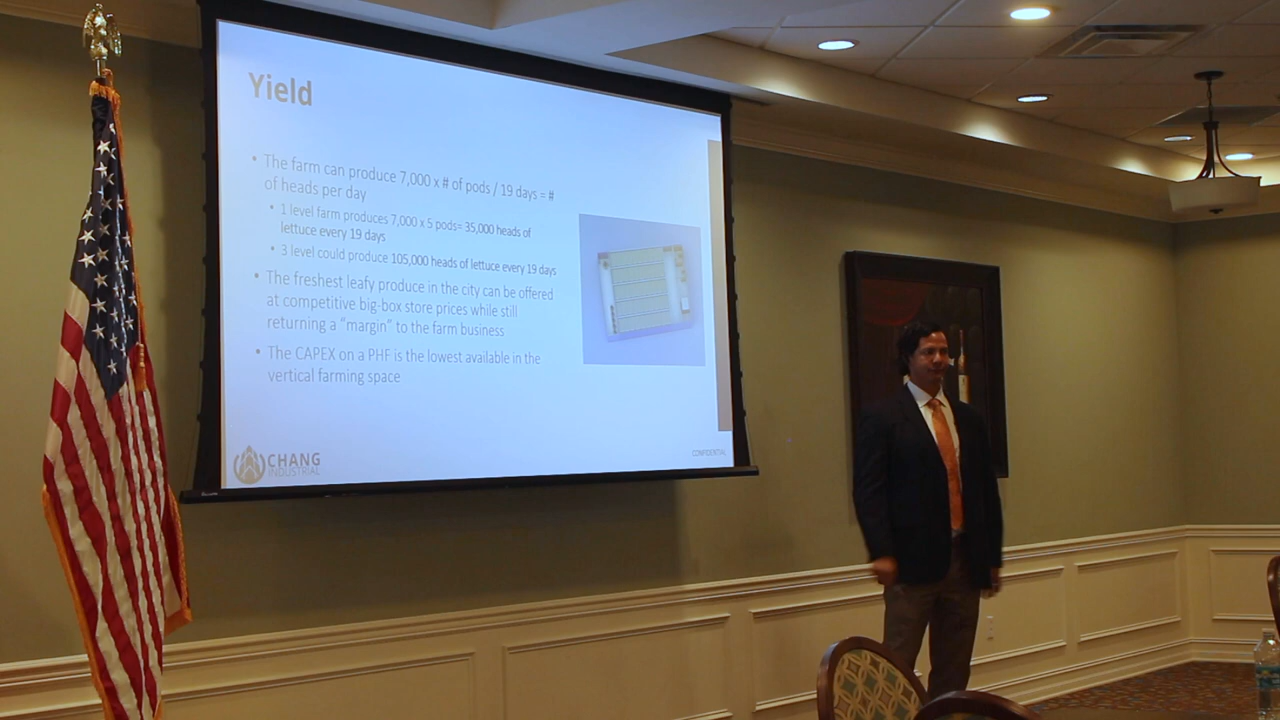 Yield
• The farm can produce 7,000 x # of pods / 19 days = #
of heads per day
• 1 level farm produces 7,000 x 5 pods= 35,000 heads of
lettuce every 19 days
• 3 level could produce 105,000 heads of lettuce every 19 days
• The freshest leafy produce in the city can be offered
at competitive big-box store prices while still
returning a “margin” to the farm business
• The CAPEX on a PHF is the lowest available in the
vertical farming space
CHANG
INDUSTRIAL
CONFIDENTIAL